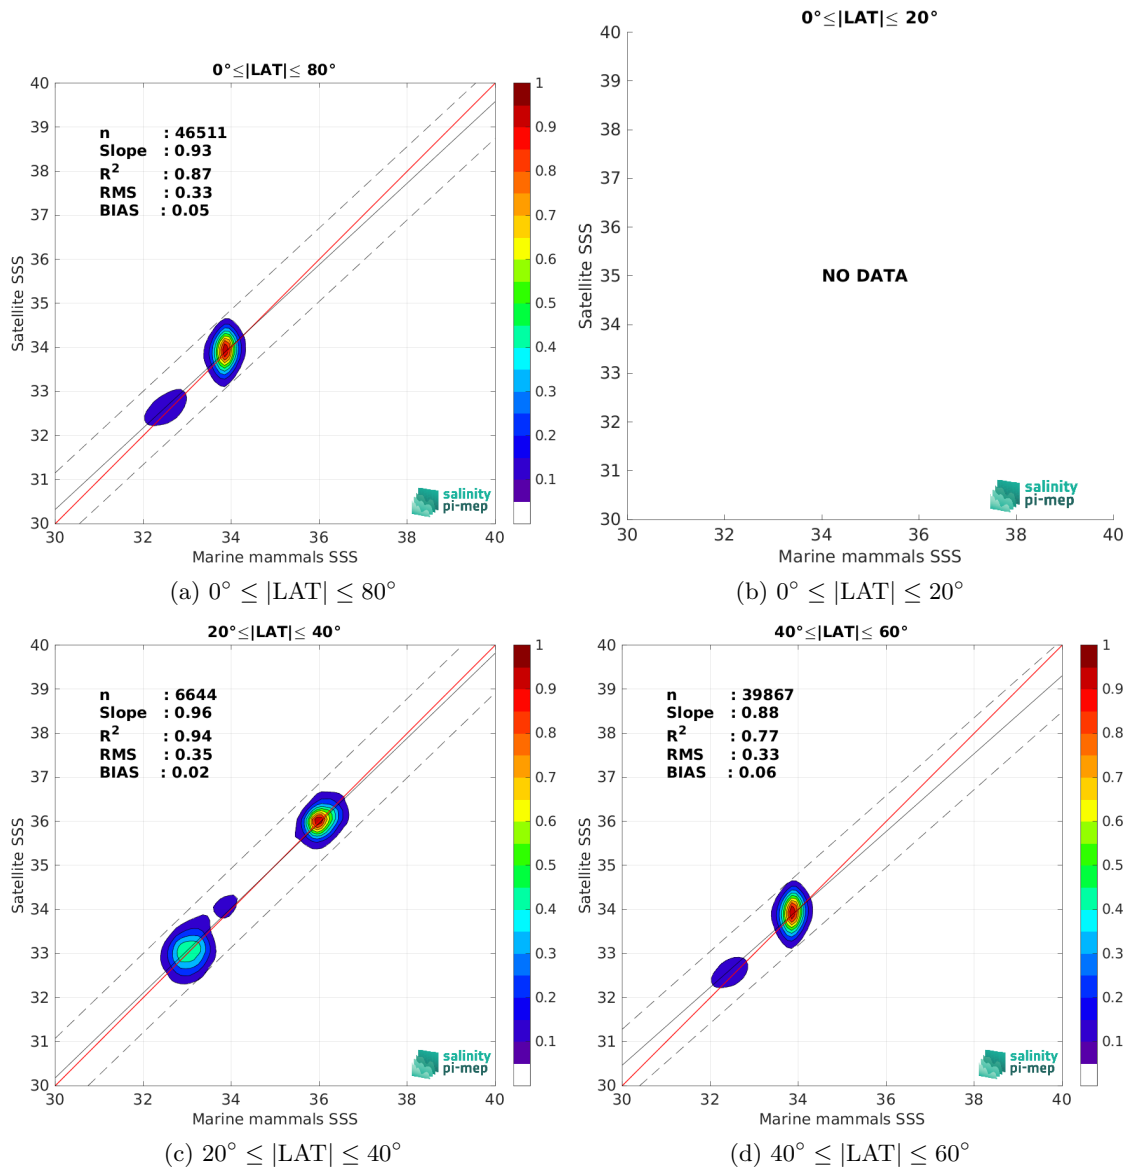 0°≤|LAT|≤ 80°
40
39
38
37
36
35
34
33
32
31
30
Satellite SSS
n : 46511
Slope : 0.93
R² : 0.87
RMS : 0.33
BIAS : 0.05
salinity
pi-mep
30 32 34 36 38 40
Marine mammals SSS
1
0.9
0.8
0.7
0.6
0.5
0.4
0.3
0.2
0.1
(a) 0° ≤ |LAT| ≤ 80°
0°≤|LAT|≤ 20°
40
39
38
37
36
35
34
33
32
31
30
Satellite SSS
NO DATA
salinity
pi-mep
30 32 34 36 38 40
Marine mammals SSS
(b) 0° ≤ |LAT| ≤ 20°
20°≤|LAT|≤ 40°
40
39
38
37
36
35
34
33
32
31
30
Satellite SSS
n : 6644
Slope : 0.96
R² : 0.94
RMS : 0.35
BIAS : 0.02
salinity
pi-mep
30 32 34 36 38 40
Marine mammals SSS
1
0.9
0.8
0.7
0.6
0.5
0.4
0.3
0.2
0.1
(c) 20° ≤ |LAT| ≤ 40°
40°≤|LAT|≤ 60°
40
39
38
37
36
35
34
33
32
31
30
Satellite SSS
n : 39867
Slope : 0.88
R² : 0.77
RMS : 0.33
BIAS : 0.06
salinity
pi-mep
30 32 34 36 38 40
Marine mammals SSS
1
0.9
0.8
0.7
0.6
0.5
0.4
0.3
0.2
0.1
(d) 40° ≤ |LAT| ≤ 60°